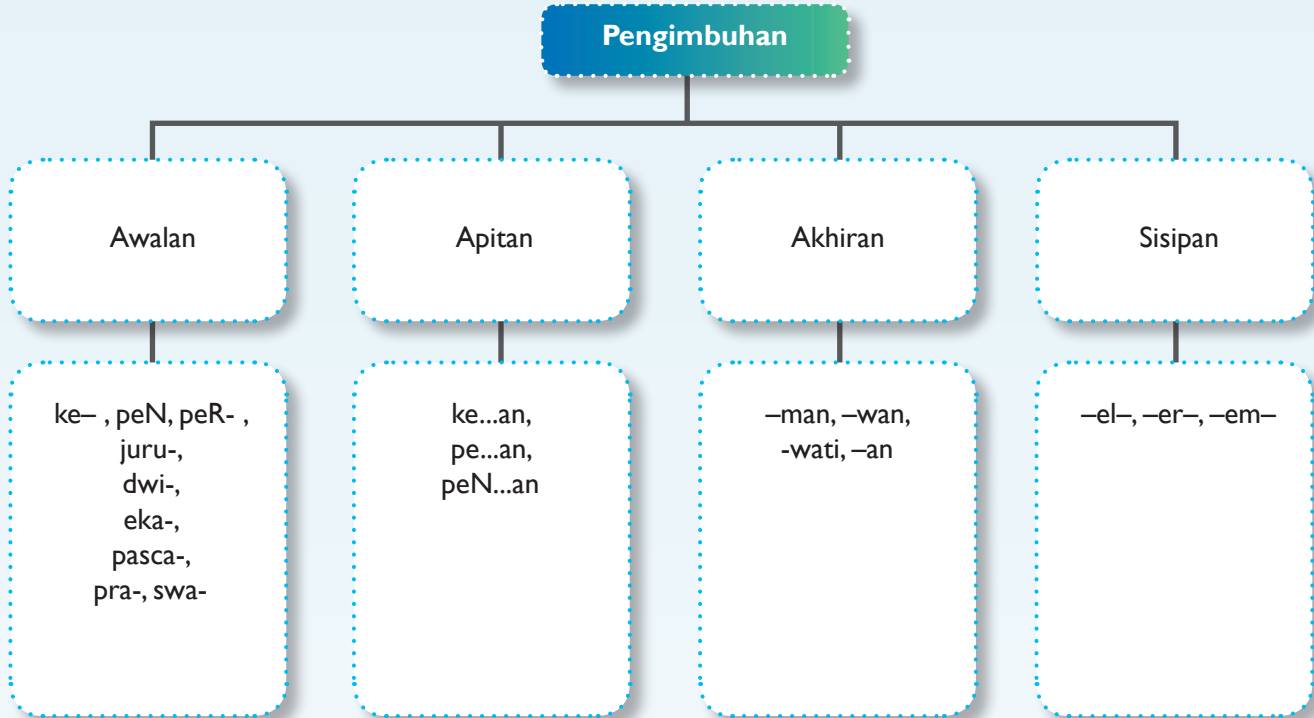 Pengimbuhan
Awalan
Apitan
Akhiran
Sisipan
ke– , peN, peR- ,
juru-,
dwi-,
eka-,
pasca-,
pra-, swa-
ke...an,
pe...an,
peN...an
–man, –wan,
-wati, –an
–el–, –er–, –em–